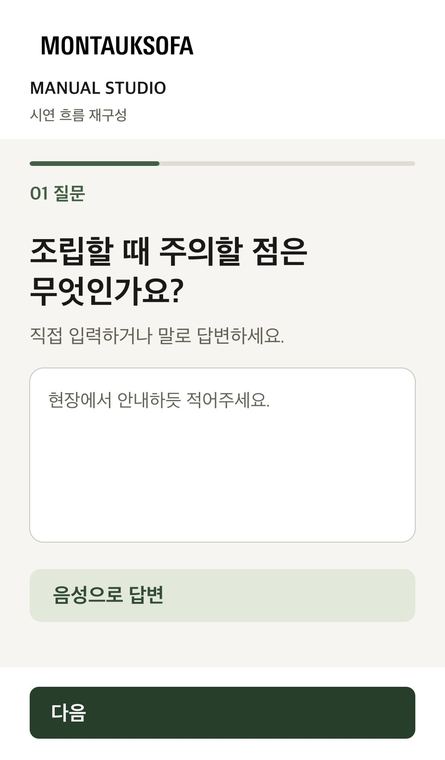 MONTAUKSOFA
MANUAL STUDIO
시연 흐름 재구성
01 질문
조립할 때 주의할 점은
무엇인가요?
직접 입력하거나 말로 답변하세요.
현장에서 안내하듯 적어주세요.
음성으로 답변
다음